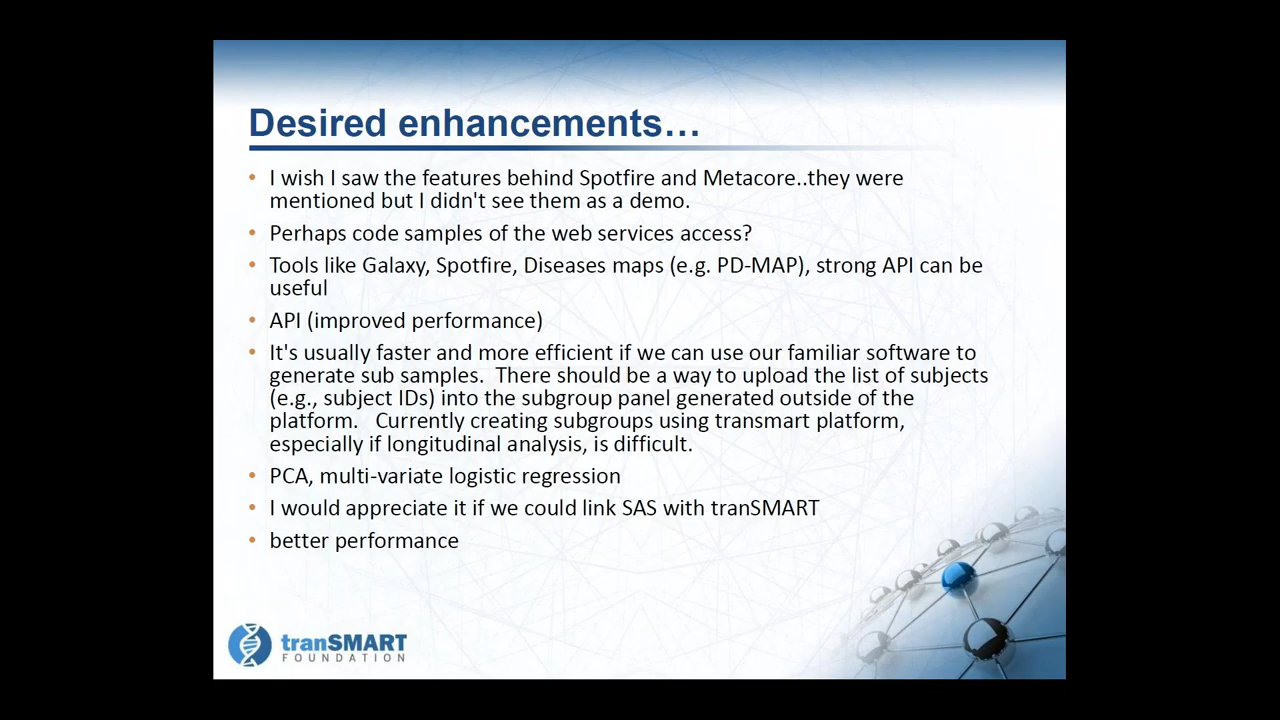 Desired enhancements…
• I wish I saw the features behind Spotfire and Metacore..they were
mentioned but I didn't see them as a demo.
• Perhaps code samples of the web services access?
• Tools like Galaxy, Spotfire, Diseases maps (e.g. PD-MAP), strong API can be
useful
• API (improved performance)
• It's usually faster and more efficient if we can use our familiar software to
generate sub samples.  There should be a way to upload the list of subjects
(e.g., subject IDs) into the subgroup panel generated outside of the
platform.   Currently creating subgroups using transmart platform,
especially if longitudinal analysis, is difficult.
• PCA, multi-variate logistic regression
• I would appreciate it if we could link SAS with tranSMART
• better performance
tranSMART
FOUNDATION